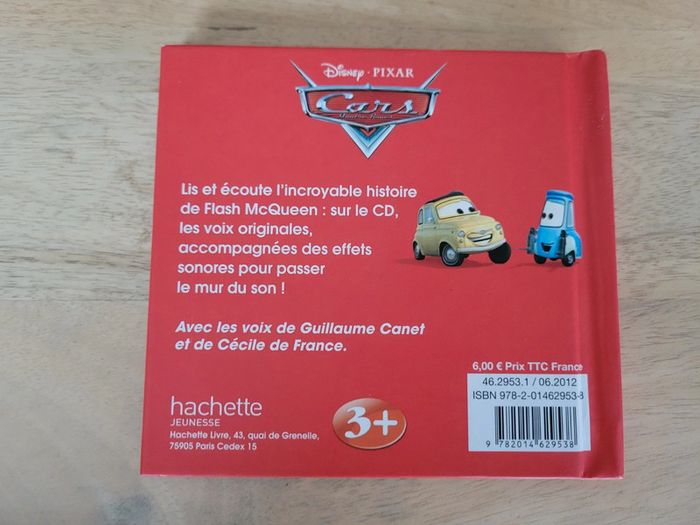 Disney · PIXAR
Cars
Quatre Roues
Lis et écoute l'incroyable histoire
de Flash McQueen : sur le CD,
les voix originales,
accompagnées des effets
sonores pour passer
le mur du son !
Avec les voix de Guillaume Canet
et de Cécile de France.
6,00 € Prix TTC France
46.2953.1 / 06.2012
ISBN 978-2-01462953-8
9 782014 629538
hachette
JEUNESSE
Hachette Livre, 43, quai de Grenelle,
75905 Paris Cedex 15
3+